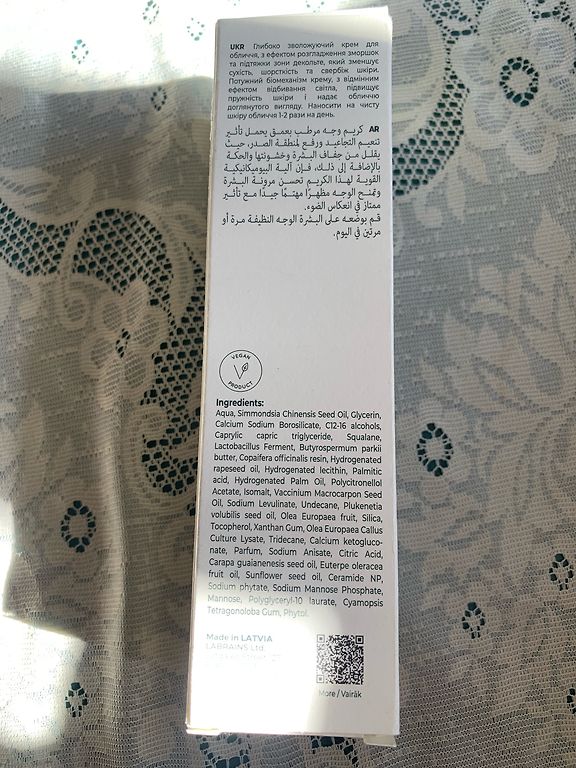 UKR Глибоко зволожуючий крем для
обличчя, з ефектом розгладження зморшок
та підтяжки зони декольте, який зменшує
сухість, шорсткість та свербіж шкіри.
Потужний біомеханізм крему, з відмінним
ефектом відбивання світла, підвищує
пружність шкіри і надає обличчю
доглянутого вигляду. Наносити на чисту
шкіру обличчя 1-2 рази на день.
AR كريم وجه مرطب بعمق يحمل تأثير
تنعيم التجاعيد ورفع لمنطقة الصدر، حيث
يقلل من جفاف البشرة وخشونتها والحكة
بالإضافة إلى ذلك، فإن آلية البيوميكانيكية
القوية لهذا الكريم تحسن مرونة البشرة
وتمنح الوجه مظهرًا مهتمًا جيدًا مع تأثير
ممتاز في انعكاس الضوء.
قم بوضعه على البشرة الوجه النظيفة مرة أو
مرتين في اليوم.
VEGAN
PRODUCT
Ingredients:
Aqua, Simmondsia Chinensis Seed Oil, Glycerin,
Calcium Sodium Borosilicate, C12-16 alcohols,
Caprylic capric triglyceride, Squalane,
Lactobacillus Ferment, Butyrospermum parkii
butter, Copaifera officinalis resin, Hydrogenated
rapeseed oil, Hydrogenated lecithin, Palmitic
acid, Hydrogenated Palm Oil, Polycitronellol
Acetate, Isomalt, Vaccinium Macrocarpon Seed
Oil, Sodium Levulinate, Undecane, Plukenetia
volubilis seed oil, Olea Europaea fruit, Silica,
Tocopherol, Xanthan Gum, Olea Europaea Callus
Culture Lysate, Tridecane, Calcium ketogluco-
nate, Parfum, Sodium Anisate, Citric Acid,
Carapa guaianenesis seed oil, Euterpe oleracea
fruit oil, Sunflower seed oil, Ceramide NP,
Sodium phytate, Sodium Mannose Phosphate,
Mannose, Polyglyceryl-10 laurate, Cyamopsis
Tetragonoloba Gum, Phytol.
Made in LATVIA
LABRAINS Ltd.
More / Vairāk